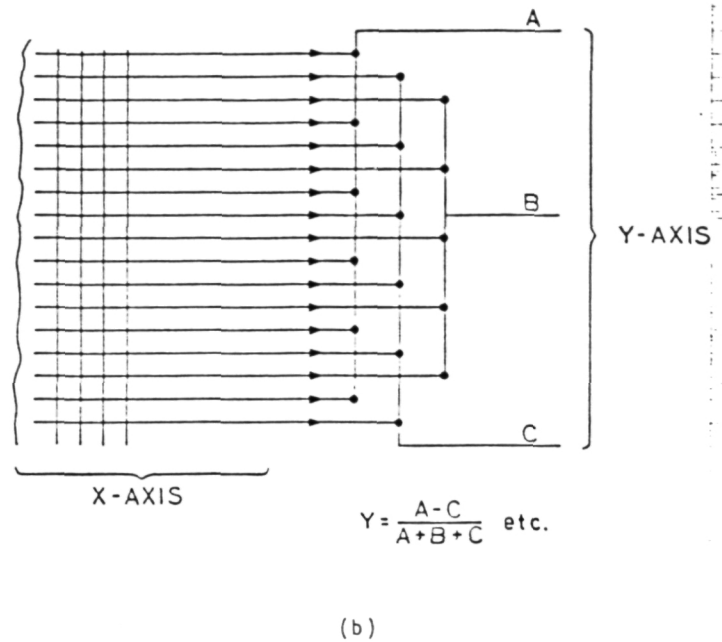 A
B
Y-AXIS
C
X-AXIS
Y = A-C / A+B+C etc.
(b)